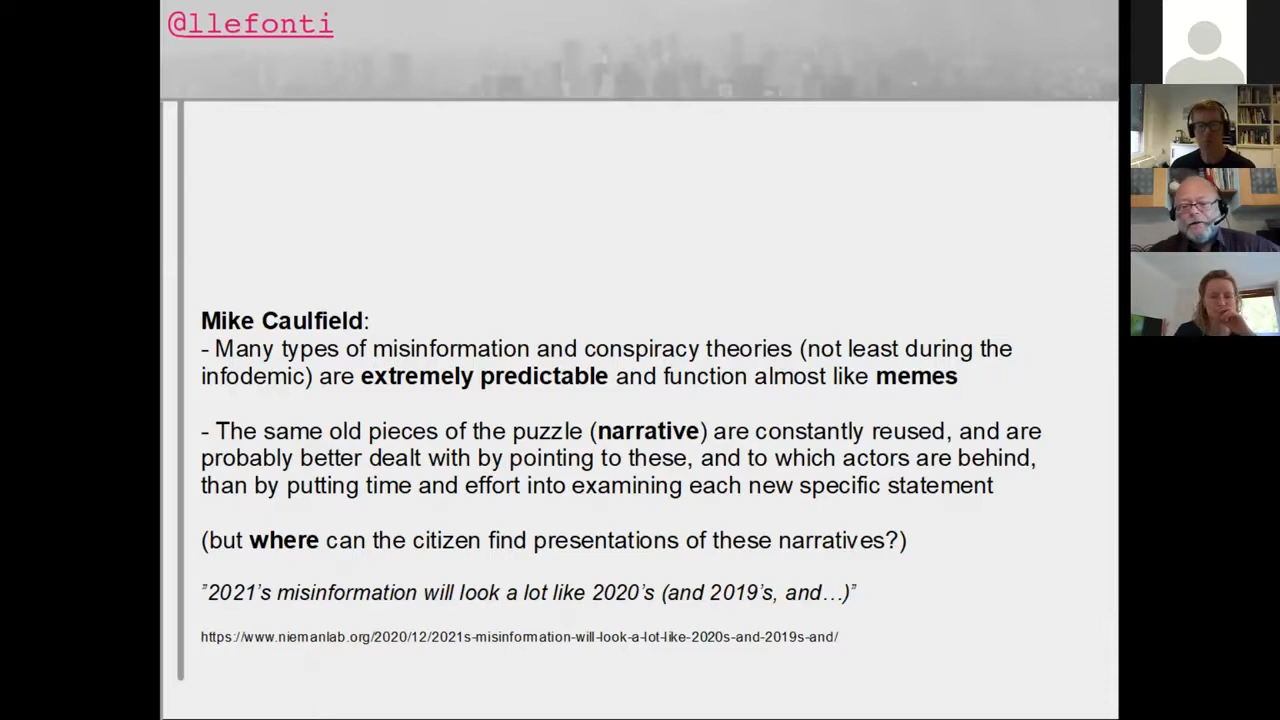 @llefonti
Mike Caulfield:
- Many types of misinformation and conspiracy theories (not least during the
infodemic) are extremely predictable and function almost like memes
- The same old pieces of the puzzle (narrative) are constantly reused, and are
probably better dealt with by pointing to these, and to which actors are behind,
than by putting time and effort into examining each new specific statement
(but where can the citizen find presentations of these narratives?)
”2021’s misinformation will look a lot like 2020’s (and 2019’s, and…)”
https://www.niemanlab.org/2020/12/2021s-misinformation-will-look-a-lot-like-2020s-and-2019s-and/